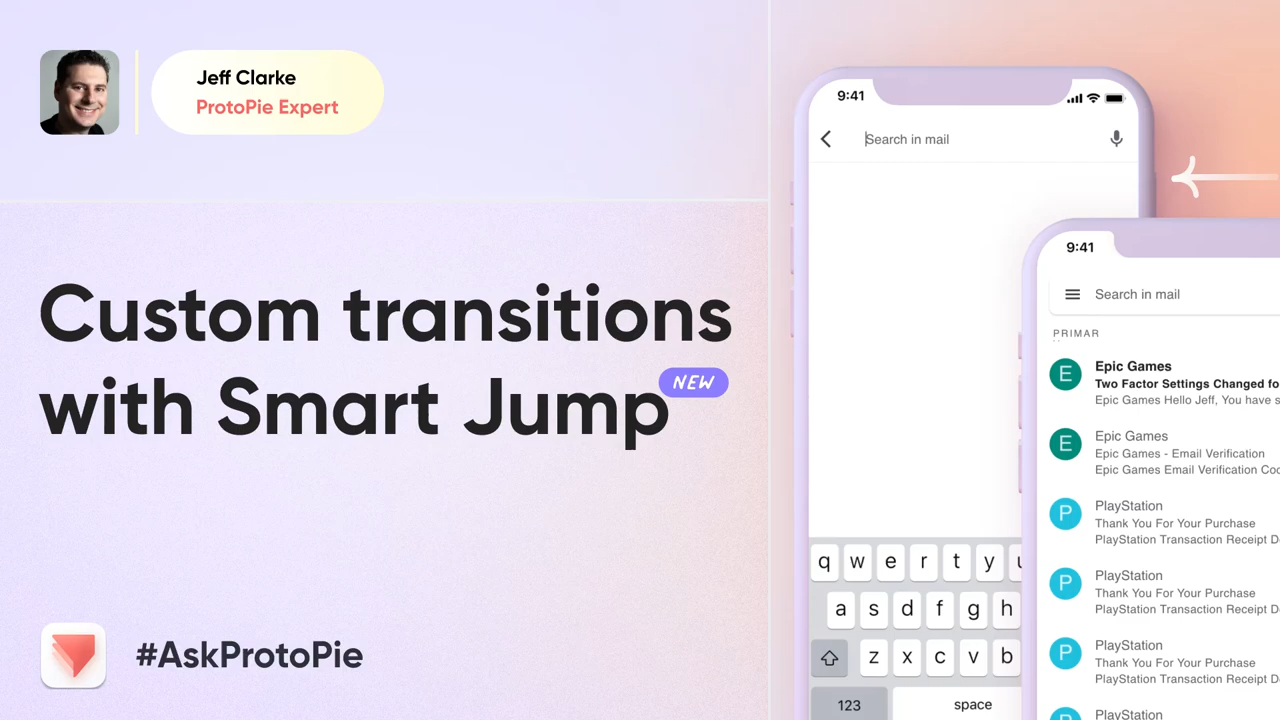 Jeff Clarke
ProtoPie Expert
Custom transitions
with Smart Jump
NEW
#AskProtoPie
9:41
Search in mail
q w e r t y
a s d f g h
z x c v b
123 space
9:41
Search in mail
PRIMAR
E
Epic Games
Two Factor Settings Changed fo
Epic Games Hello Jeff, You have s
E
Epic Games
Epic Games - Email Verification
Epic Games Email Verification Coo
P
PlayStation
Thank You For Your Purchase
PlayStation Transaction Receipt D
P
PlayStation
Thank You For Your Purchase
PlayStation Transaction Receipt D
P
PlayStation
Thank You For Your Purchase
PlayStation Transaction Receipt D
PlayStation